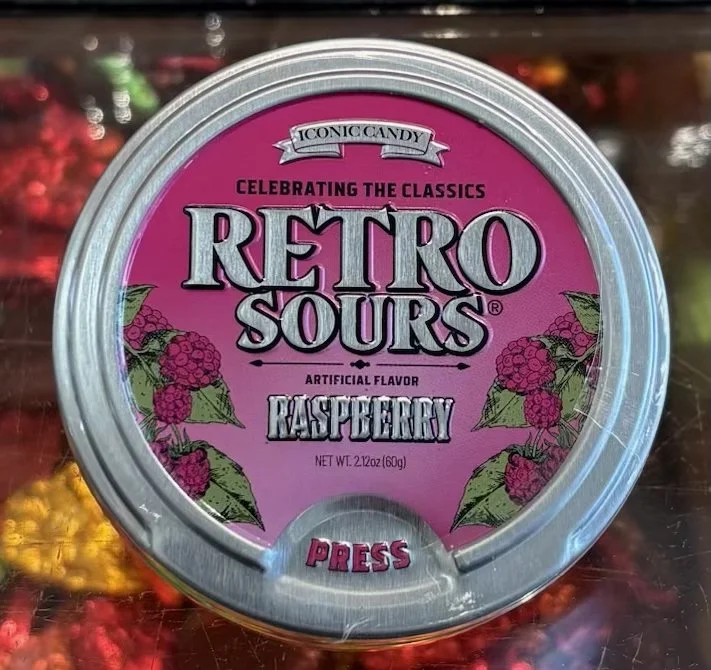 ICONIC CANDY
CELEBRATING THE CLASSICS
RETRO
SOURS®
ARTIFICIAL FLAVOR
RASPBERRY
NET WT. 2.12oz (60g)
PRESS